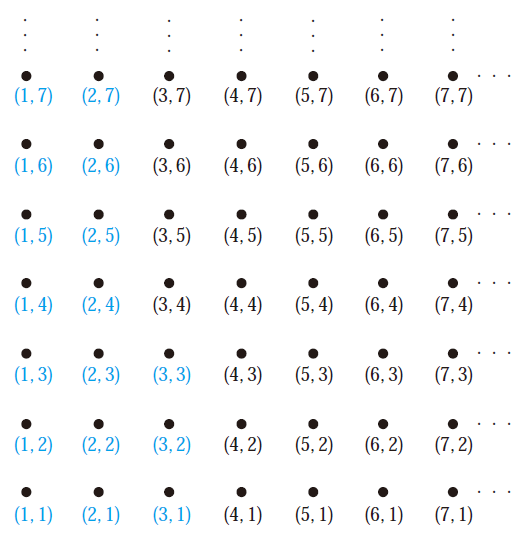 (1, 7) (2, 7) (3, 7) (4, 7) (5, 7) (6, 7) (7, 7) · · ·
(1, 6) (2, 6) (3, 6) (4, 6) (5, 6) (6, 6) (7, 6) · · ·
(1, 5) (2, 5) (3, 5) (4, 5) (5, 5) (6, 5) (7, 5) · · ·
(1, 4) (2, 4) (3, 4) (4, 4) (5, 4) (6, 4) (7, 4) · · ·
(1, 3) (2, 3) (3, 3) (4, 3) (5, 3) (6, 3) (7, 3) · · ·
(1, 2) (2, 2) (3, 2) (4, 2) (5, 2) (6, 2) (7, 2) · · ·
(1, 1) (2, 1) (3, 1) (4, 1) (5, 1) (6, 1) (7, 1) · · ·